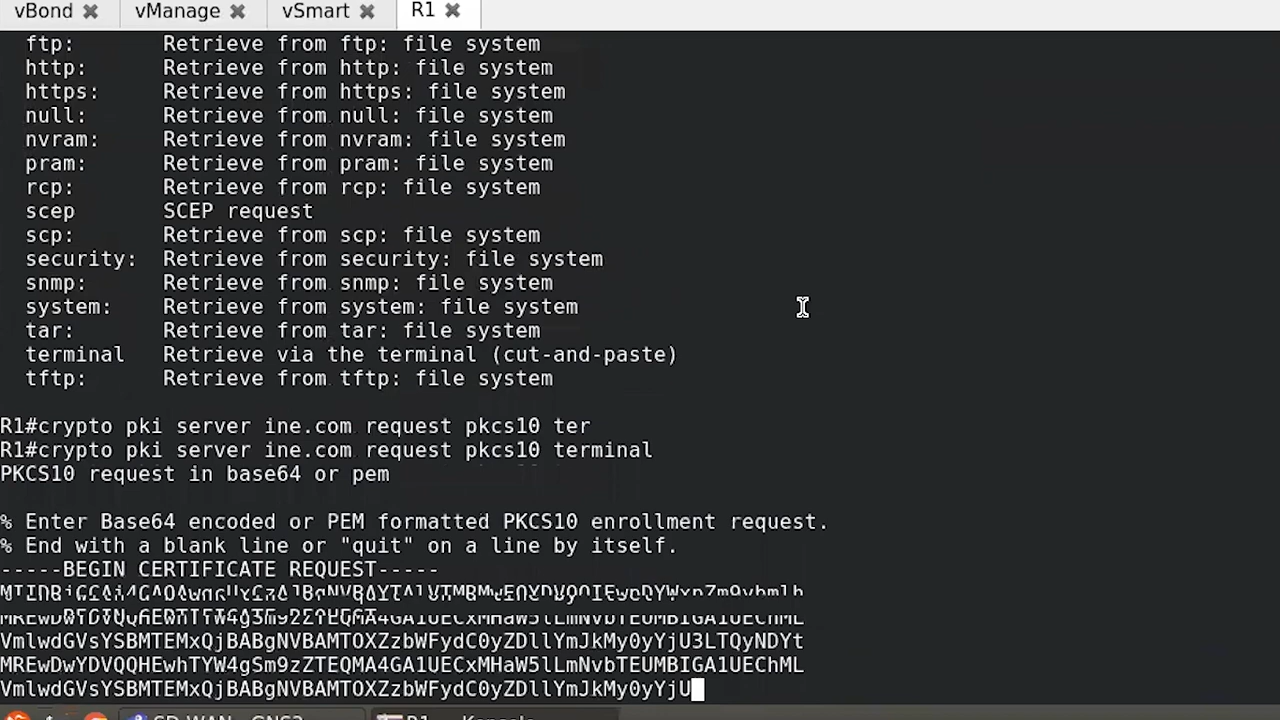 vBond ✖ vManage ✖ vSmart ✖ R1 ✖
ftp: Retrieve from ftp: file system
http: Retrieve from http: file system
https: Retrieve from https: file system
null: Retrieve from null: file system
nvram: Retrieve from nvram: file system
pram: Retrieve from pram: file system
rcp: Retrieve from rcp: file system
scep SCEP request
scp: Retrieve from scp: file system
security: Retrieve from security: file system
snmp: Retrieve from snmp: file system
system: Retrieve from system: file system
tar: Retrieve from tar: file system
terminal Retrieve via the terminal (cut-and-paste)
tftp: Retrieve from tftp: file system
R1#crypto pki server ine.com request pkcs10 ter
R1#crypto pki server ine.com request pkcs10 terminal
PKCS10 request in base64 or pem
% Enter Base64 encoded or PEM formatted PKCS10 enrollment request.
% End with a blank line or "quit" on a line by itself.
-----BEGIN CERTIFICATE REQUEST-----
VmlwdGVsYSBMTEMxQjBABgNVBAMTOXZzbWFydC0yZDllYmJkMy0yYjU3LTQyNDYt
MREwDwYDVQQHEwhTYW4gSm9zZTEQMA4GA1UECxMHaW5lLmNvbTEUMBIGA1UEChML
VmlwdGVsYSBMTEMxQjBABgNVBAMTOXZzbWFydC0yZDllYmJkMy0yYjU